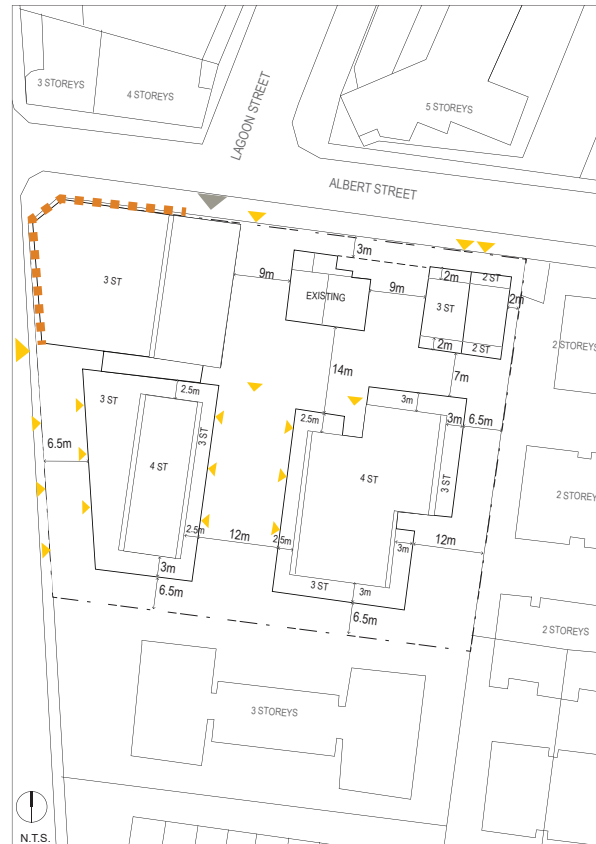 3 STOREYS
4 STOREYS
LAGOON STREET
5 STOREYS
ALBERT STREET
3m
3 ST
9m
EXISTING
9m
2m
2 ST
3 ST
2m
2m
2 ST
2 STOREYS
14m
7m
3 ST
2.5m
3 ST
4 ST
6.5m
2.5m
3m
3m
6.5m
4 ST
3 ST
2 STOREY
2.5m
12m
2.5m
3m
12m
3m
6.5m
3 ST
3m
6.5m
2 STOREYS
3 STOREYS
N.T.S.